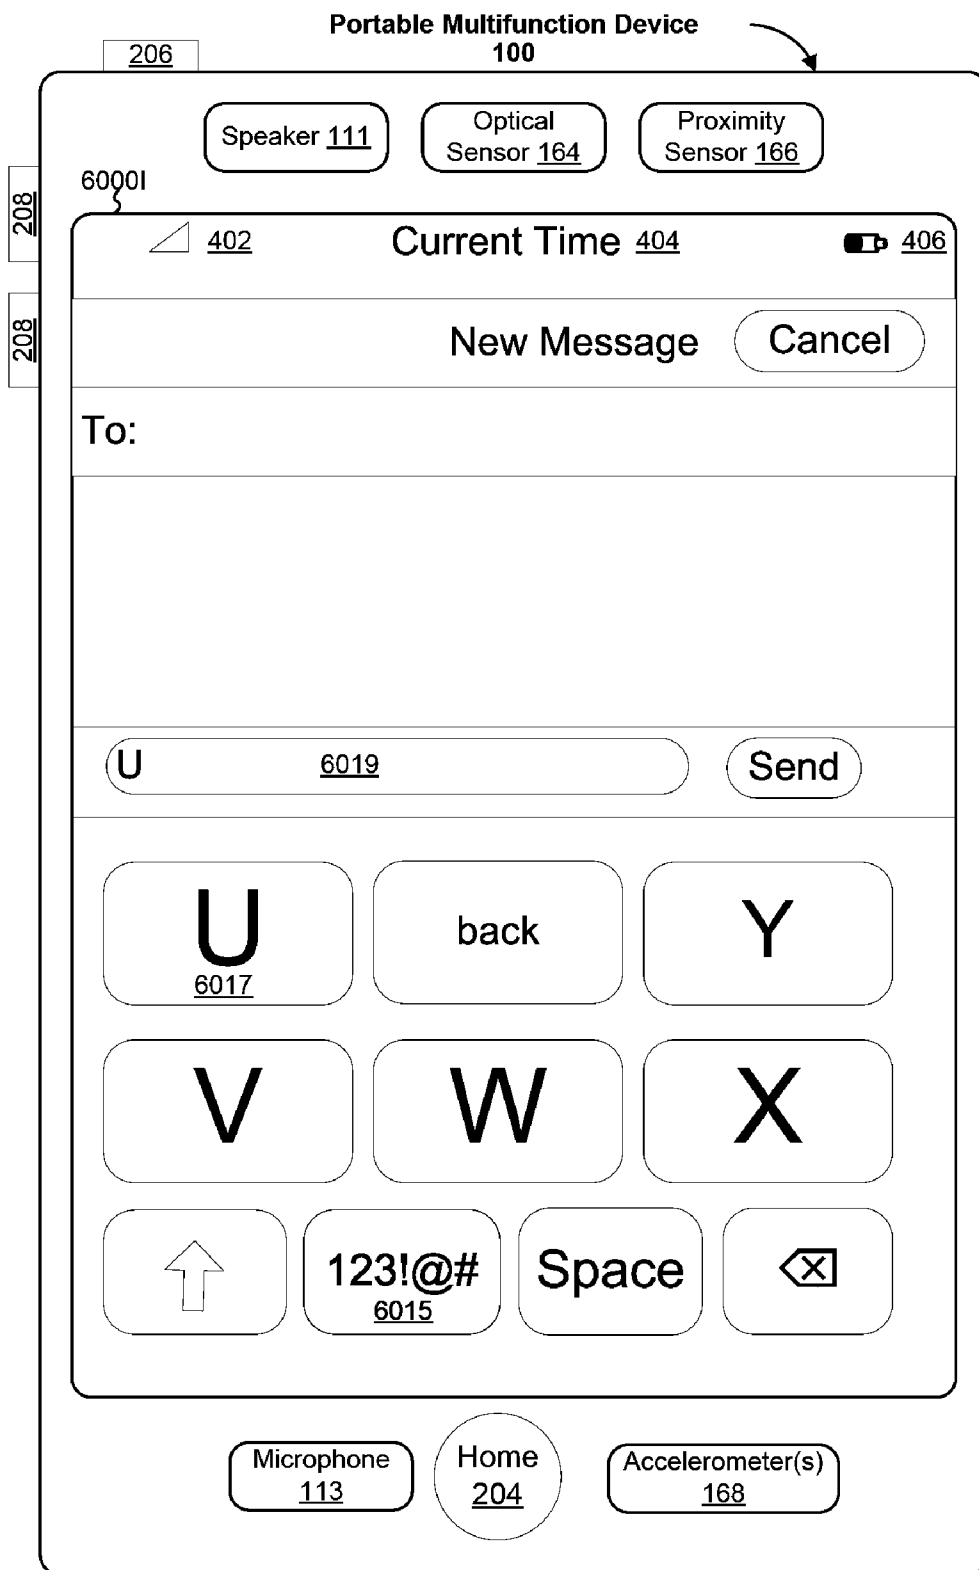 Portable Multifunction Device
100
206
Speaker 111
Optical
Sensor 164
Proximity
Sensor 166
208
6000I
402
Current Time 404
406
208
New Message
Cancel
To:
U
6019
Send
U
6017
back
Y
V
W
X
123!@#
6015
Space
Microphone
113
Home
204
Accelerometer(s)
168